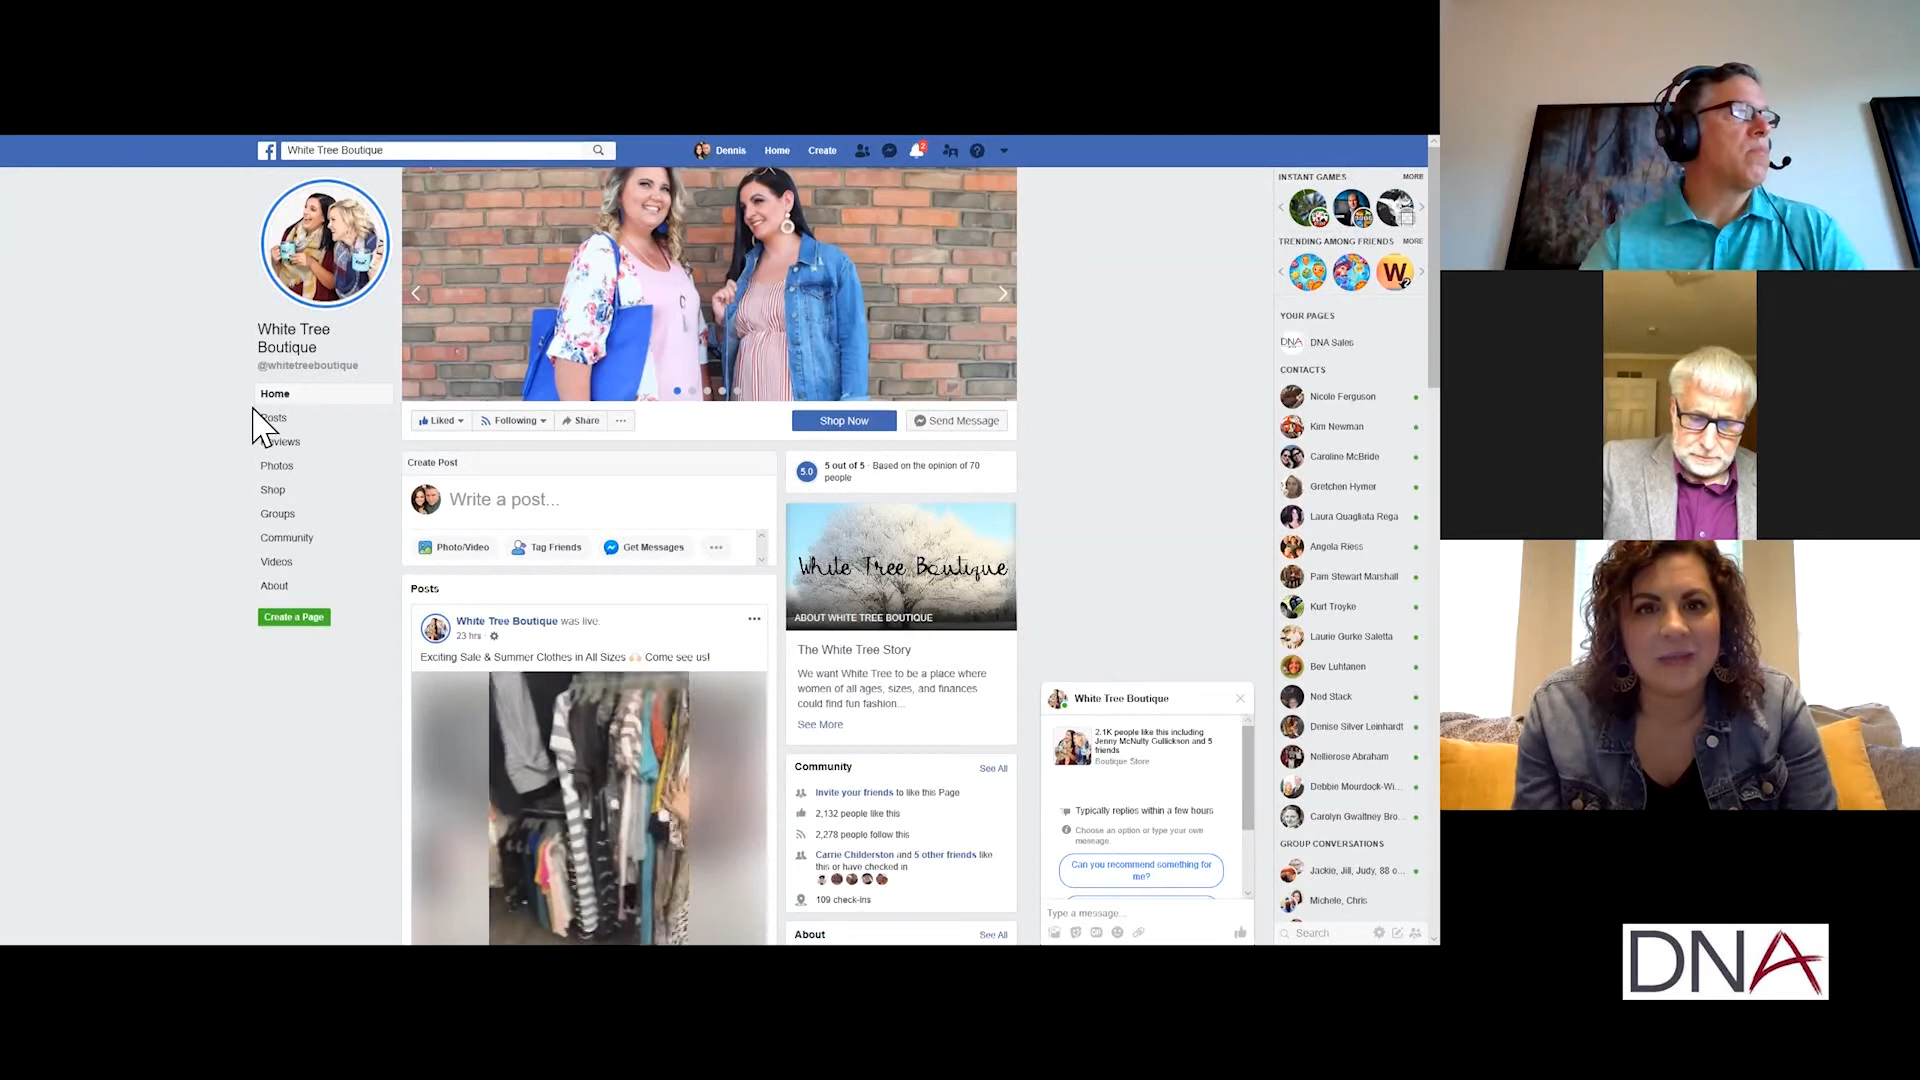 White Tree Boutique
Dennis
Home
Create
2
White Tree
Boutique
@whitetreeboutique
Home
Posts
eviews
Photos
Shop
Groups
Community
Videos
About
Create a Page
Liked
Following
Share
Shop Now
Send Message
Create Post
Write a post...
Photo/Video
Tag Friends
Get Messages
Posts
White Tree Boutique was live.
23 hrs
Exciting Sale & Summer Clothes in All Sizes Come see us!
5.0
5 out of 5 · Based on the opinion of 70
people
White Tree Boutique
ABOUT WHITE TREE BOUTIQUE
The White Tree Story
We want White Tree to be a place where
women of all ages, sizes, and finances
could find fun fashion...
See More
Community
See All
Invite your friends to like this Page
2,132 people like this
2,278 people follow this
Carrie Childerston and 5 other friends like
this or have checked in
109 check-ins
About
See All
White Tree Boutique
2.1K people like this including
Jenny McNulty Gullickson and 5
friends
Boutique Store
Typically replies within a few hours
Choose an option or type your own
message.
Can you recommend something for
me?
Type a message...
INSTANT GAMES
MORE
TRENDING AMONG FRIENDS
MORE
W
2
YOUR PAGES
DNA
DNA Sales
CONTACTS
Nicole Ferguson
Kim Newman
Caroline McBride
Gretchen Hymer
Laura Quagliata Rega
Angela Riess
Pam Stewart Marshall
Kurt Troyke
Laurie Gurke Saletta
Bev Luhtanen
Ned Stack
Denise Silver Leinhardt
Nellierose Abraham
Debbie Mourdock-Wi...
Carolyn Gwaltney Bro...
GROUP CONVERSATIONS
Jackie, Jill, Judy, 88 o...
Michele, Chris
Search
DNA